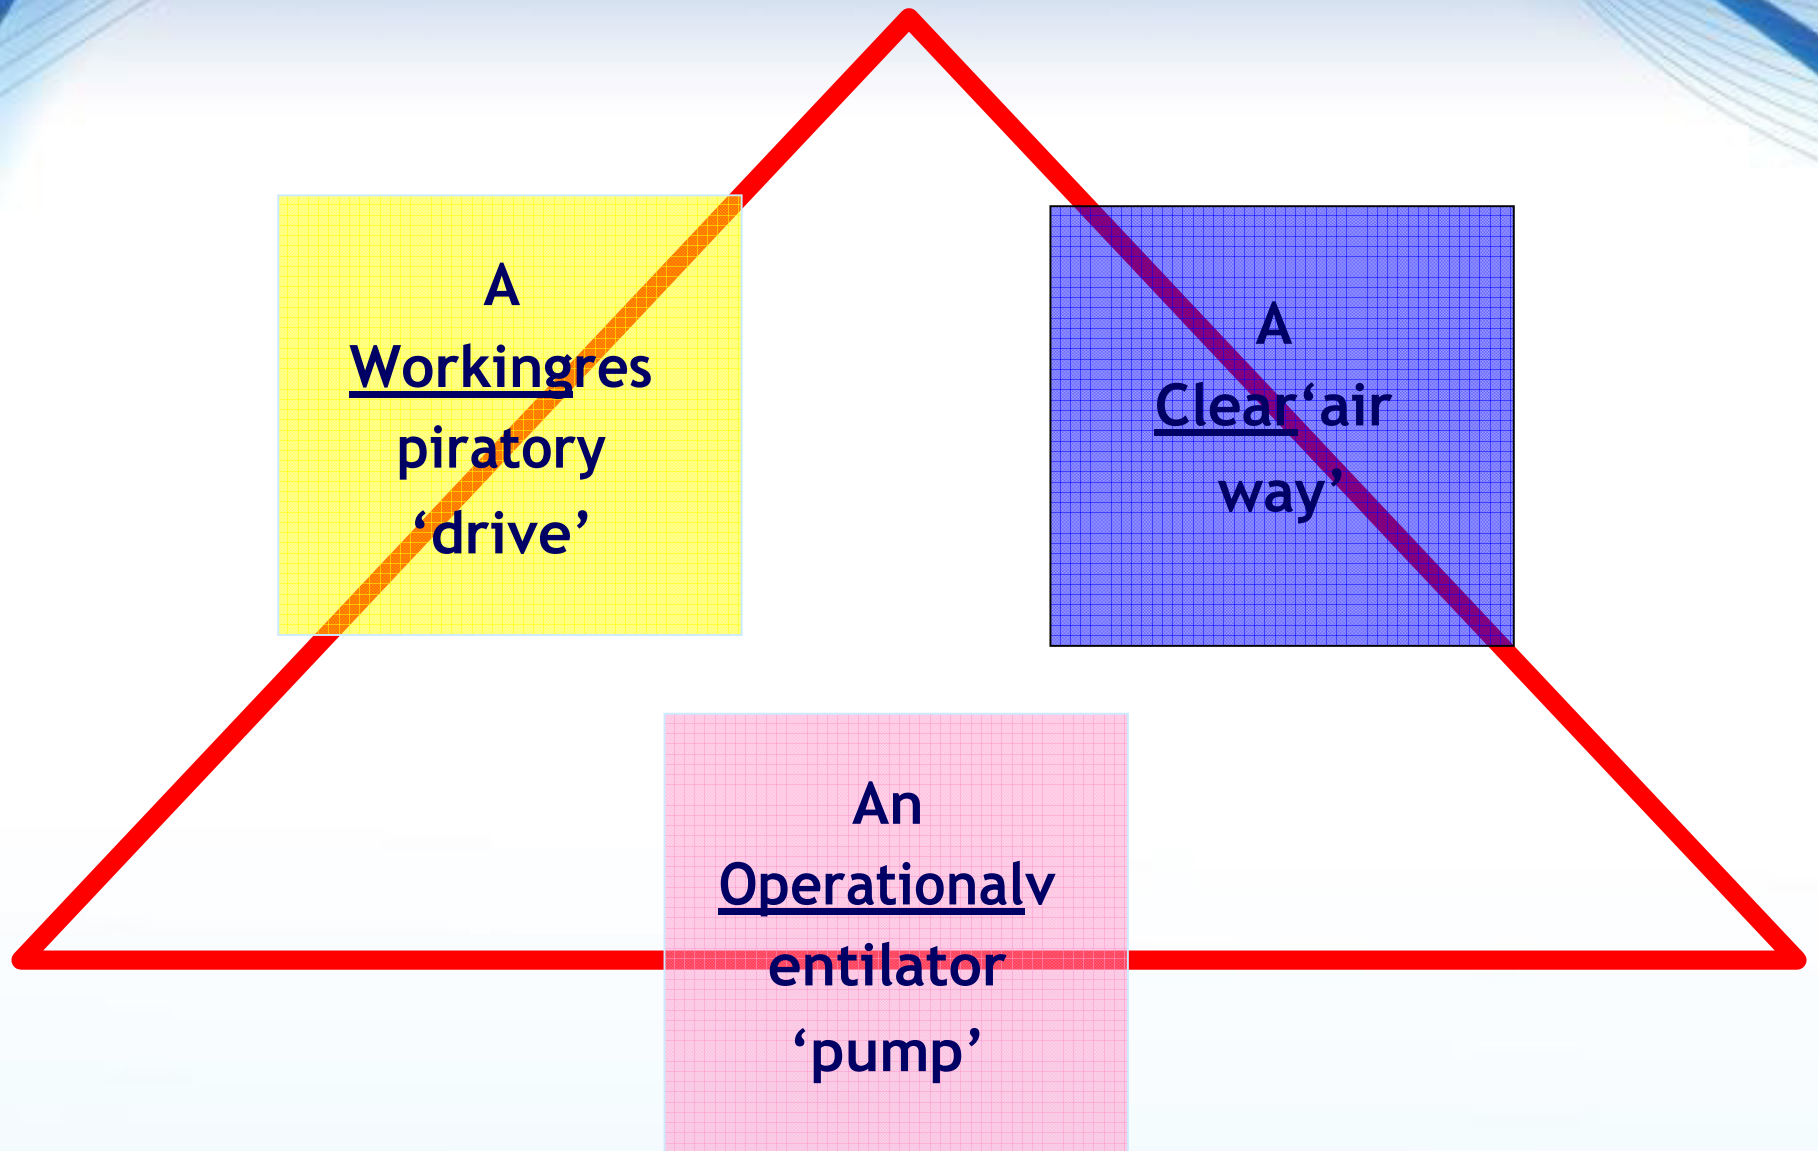 A
Workingres
piratory
‘drive’
A
Clear‘air
way’
An
Operationalv
entilator
‘pump’